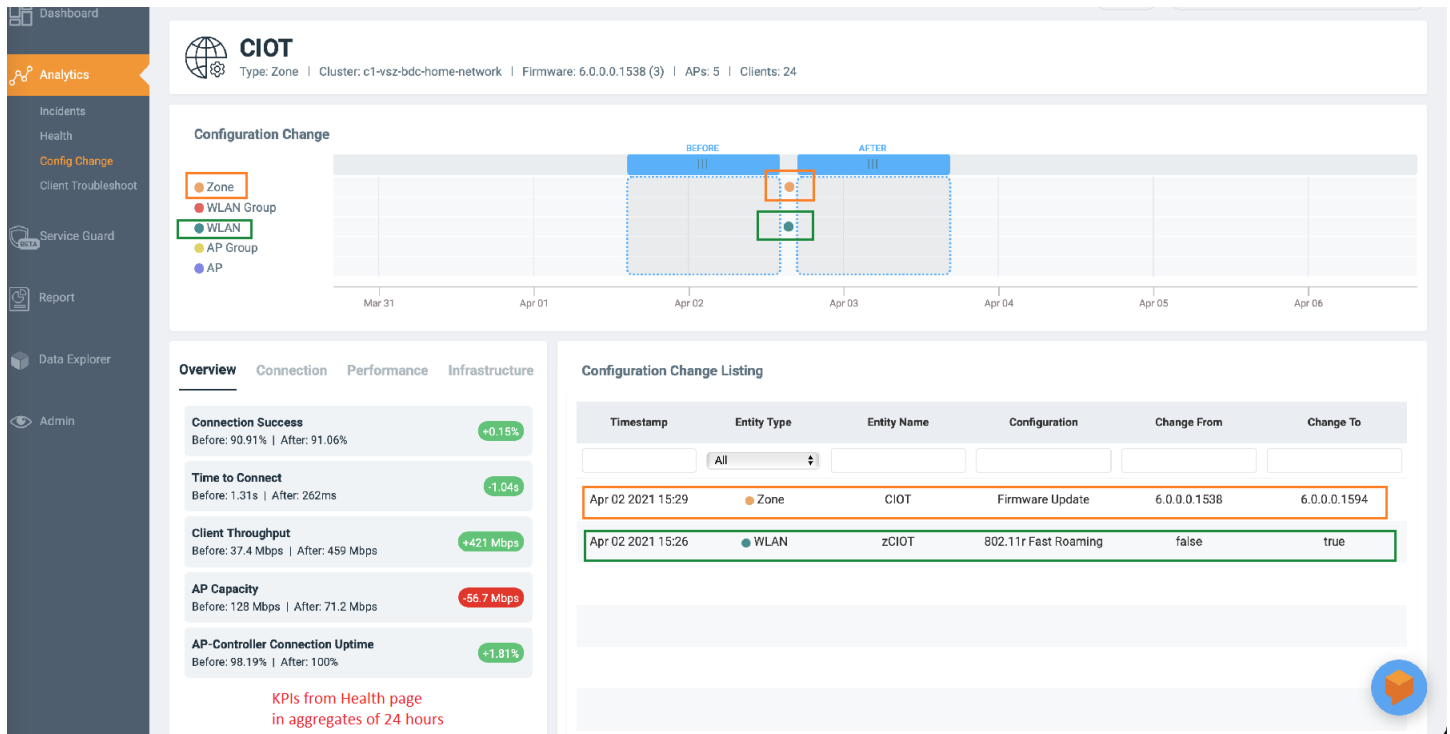 Dashboard
Analytics
Incidents
Health
Config Change
Client Troubleshoot
Service Guard
BETA
Report
Data Explorer
Admin
CIOT
Type: Zone | Cluster: c1-vsz-bdc-home-network | Firmware: 6.0.0.0.1538 (3) | APs: 5 | Clients: 24
Configuration Change
BEFORE AFTER
Zone
WLAN Group
WLAN
AP Group
AP
Mar 31 Apr 01 Apr 02 Apr 03 Apr 04 Apr 05 Apr 06
Overview Connection Performance Infrastructure
Connection Success
Before: 90.91% | After: 91.06%
+0.15%
Time to Connect
Before: 1.31s | After: 262ms
-1.04s
Client Throughput
Before: 37.4 Mbps | After: 459 Mbps
+421 Mbps
AP Capacity
Before: 128 Mbps | After: 71.2 Mbps
-56.7 Mbps
AP-Controller Connection Uptime
Before: 98.19% | After: 100%
+1.81%
KPIs from Health page
in aggregates of 24 hours
Configuration Change Listing
Timestamp Entity Type Entity Name Configuration Change From Change To
All
Apr 02 2021 15:29 Zone CIOT Firmware Update 6.0.0.0.1538 6.0.0.0.1594
Apr 02 2021 15:26 WLAN zCIOT 802.11r Fast Roaming false true